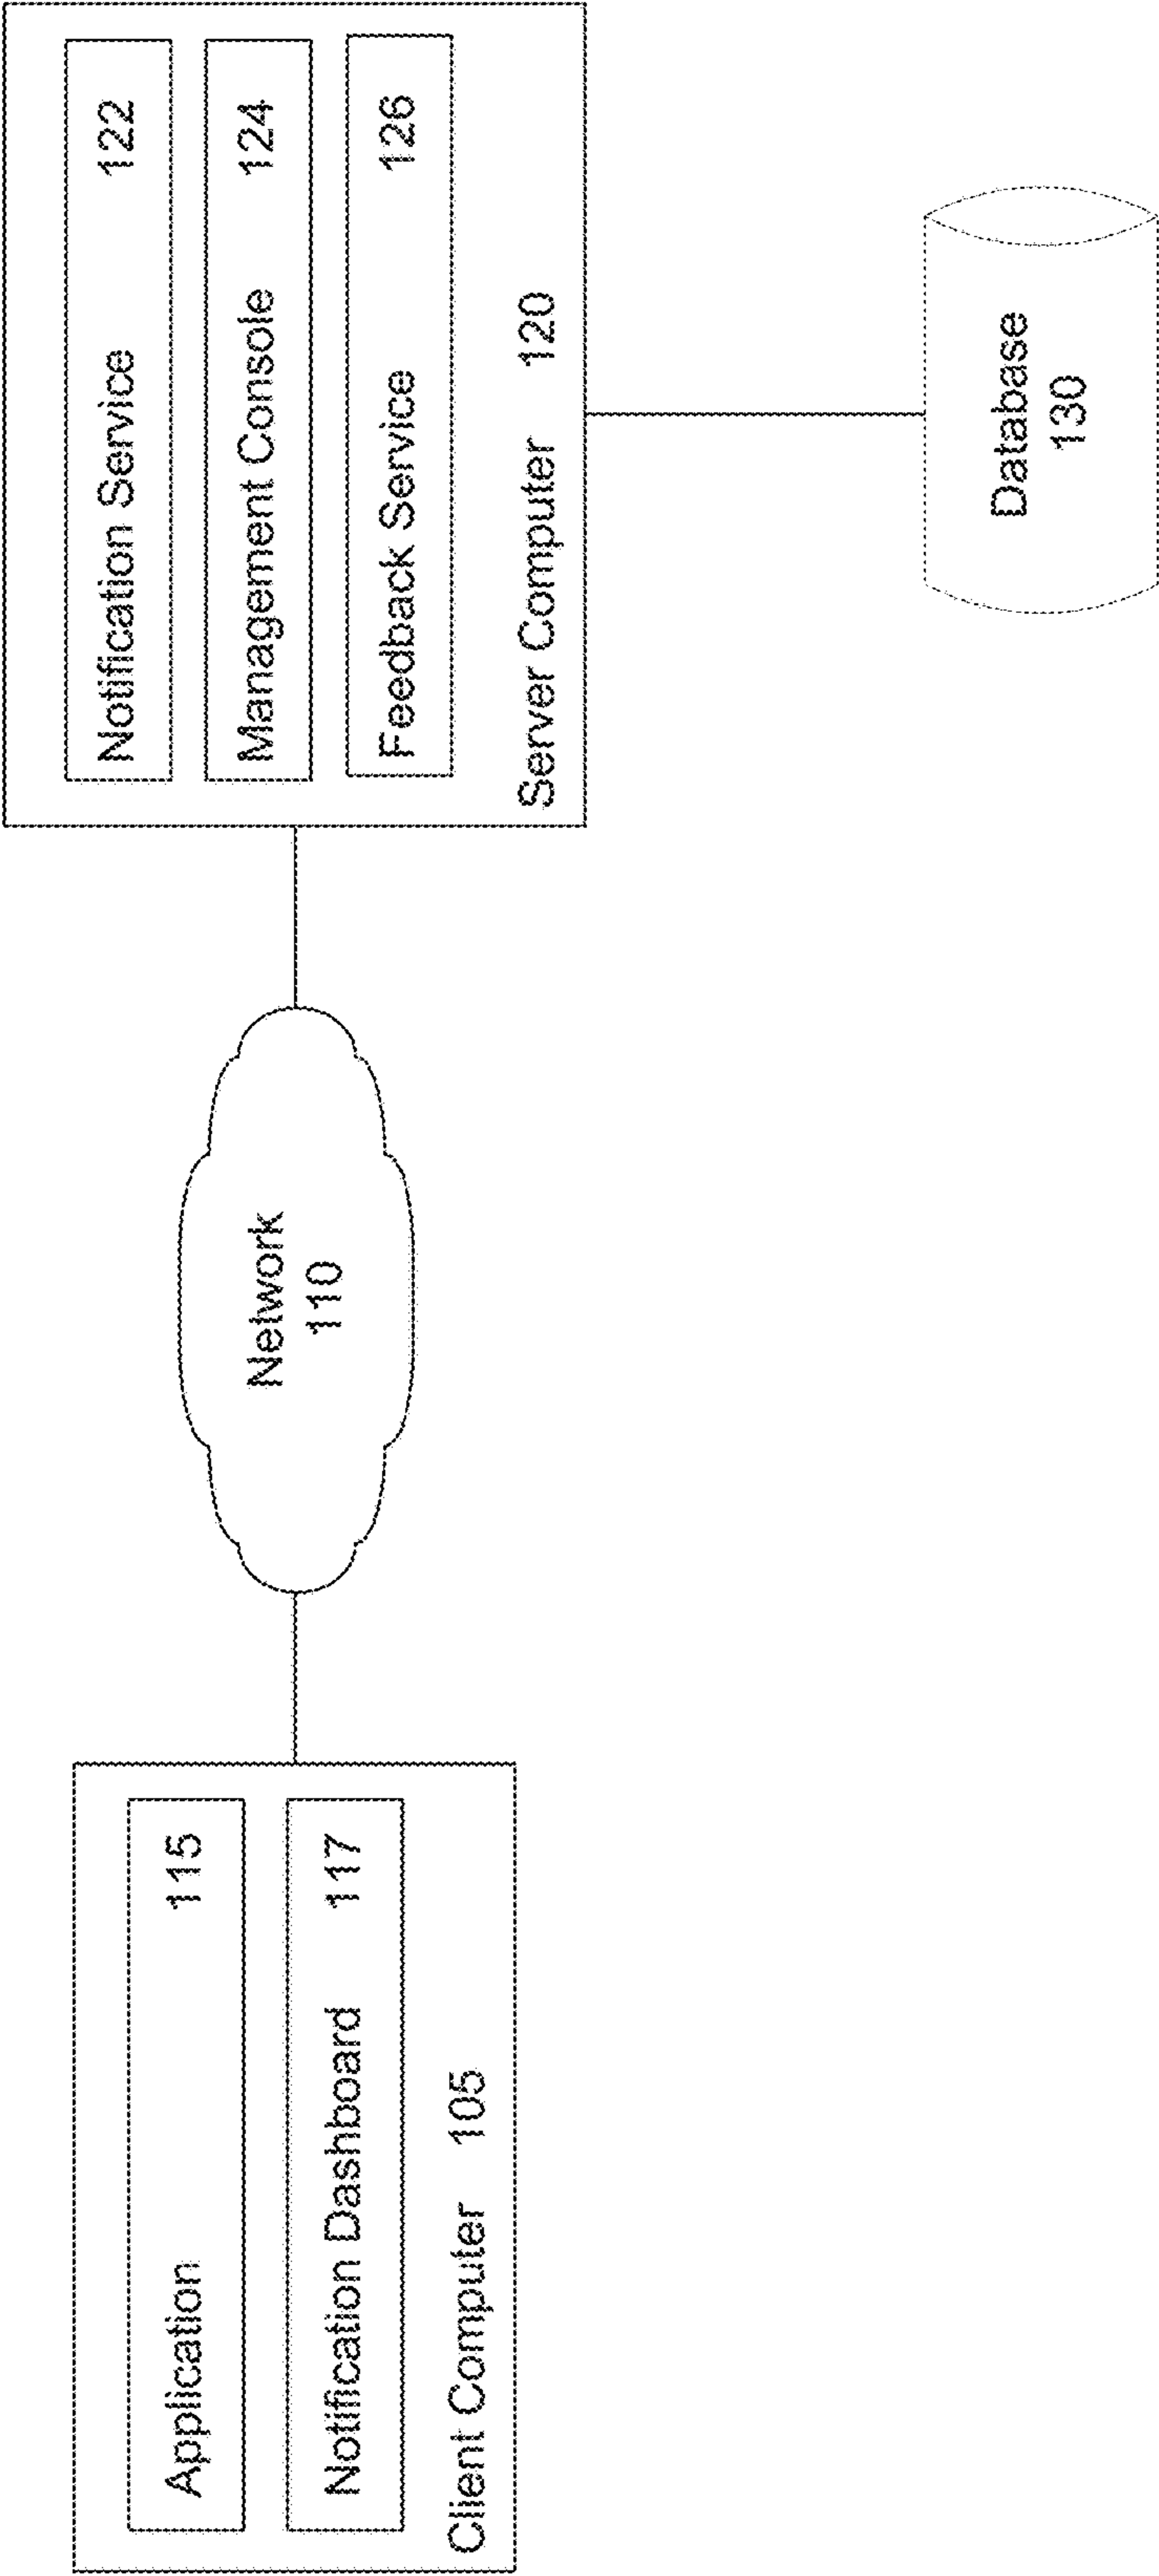 Application 115
Notification Dashboard 117
Client Computer 105
Network
110
Notification Service 122
Management Console 124
Feedback Service 126
Server Computer 120
Database
130